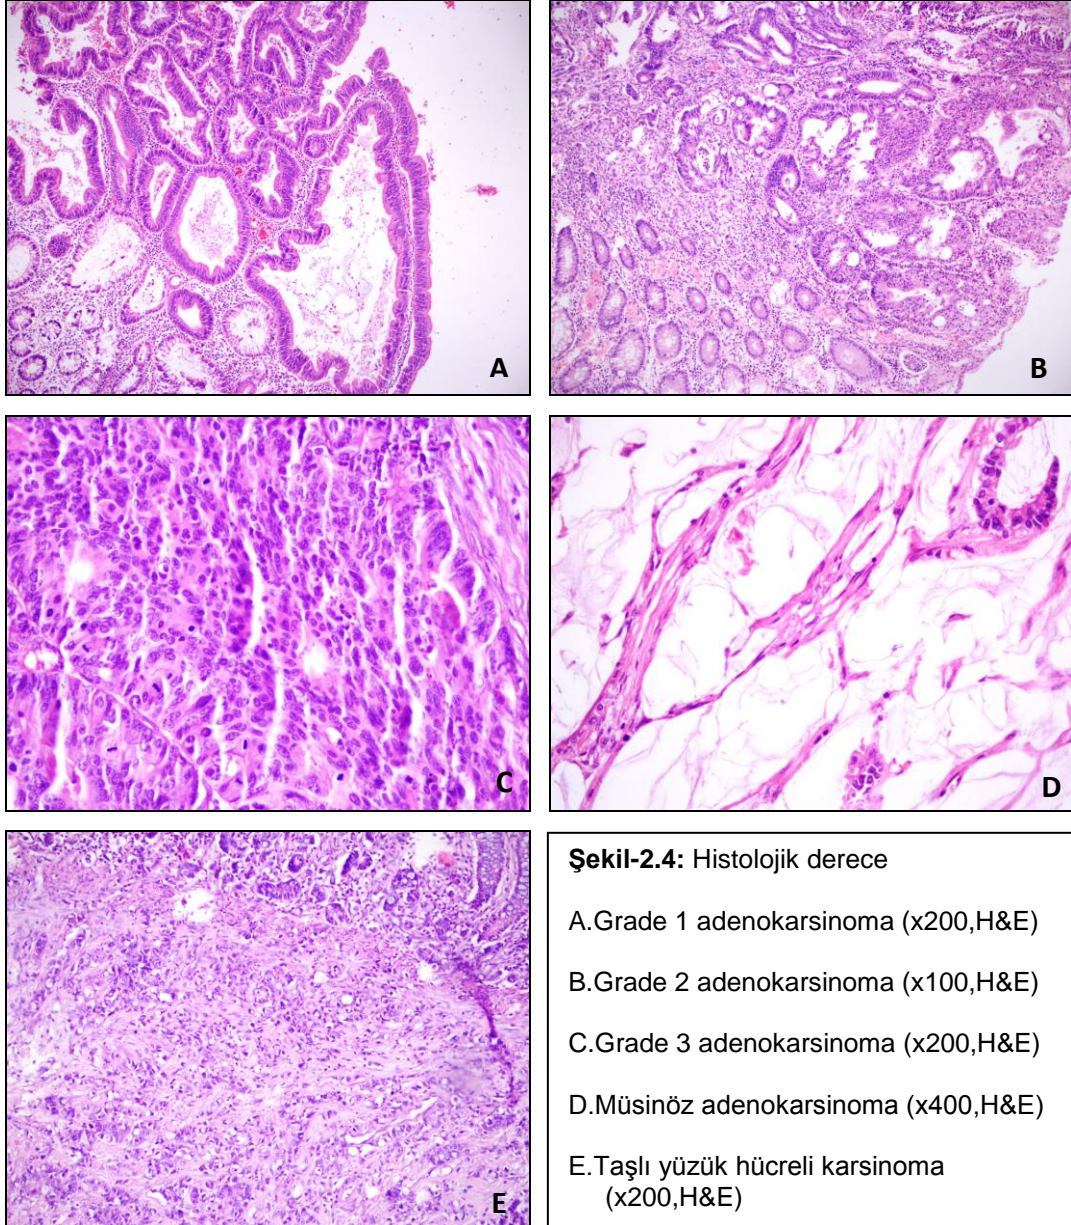 A
B
C
D
E
Şekil-2.4: Histolojik derece
A.Grade 1 adenokarsinoma (x200,H&E)
B.Grade 2 adenokarsinoma (x100,H&E)
C.Grade 3 adenokarsinoma (x200,H&E)
D.Müsinöz adenokarsinoma (x400,H&E)
E.Taşlı yüzük hücreli karsinoma
(x200,H&E)